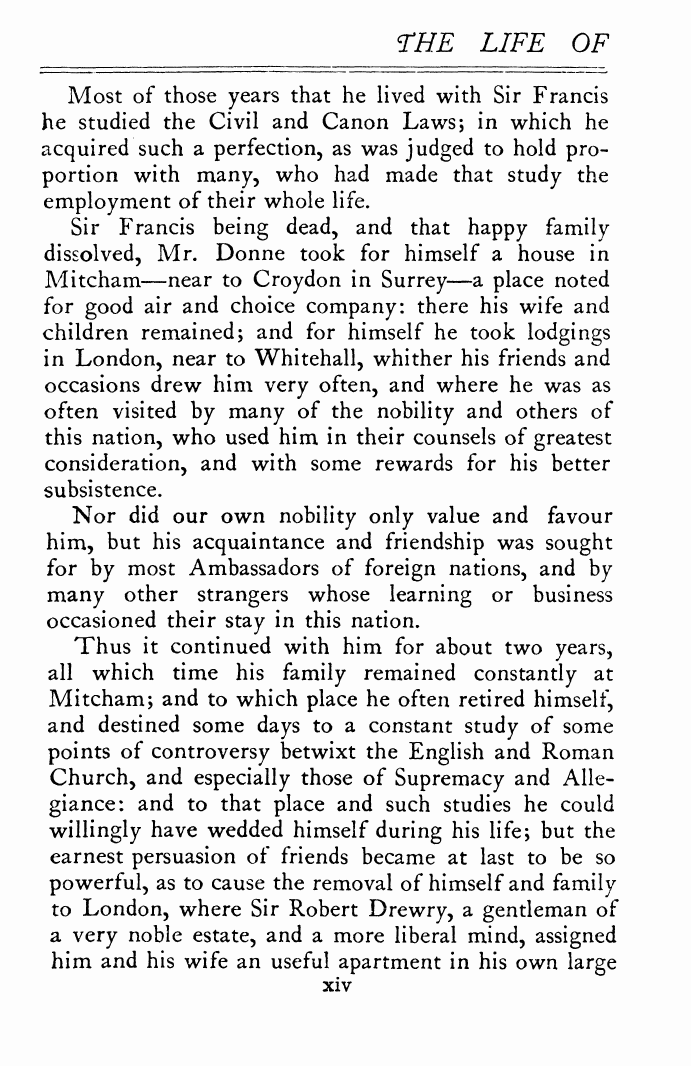 THE LIFE OF
Most of those years that he lived with Sir Francis
he studied the Civil and Canon Laws; in which he
acquired such a perfection, as was judged to hold pro-
portion with many, who had made that study the
employment of their whole life.
Sir Francis being dead, and that happy family
dissolved, Mr. Donne took for himself a house in
Mitcham—near to Croydon in Surrey—a place noted
for good air and choice company: there his wife and
children remained; and for himself he took lodgings
in London, near to Whitehall, whither his friends and
occasions drew him very often, and where he was as
often visited by many of the nobility and others of
this nation, who used him in their counsels of greatest
consideration, and with some rewards for his better
subsistence.
Nor did our own nobility only value and favour
him, but his acquaintance and friendship was sought
for by most Ambassadors of foreign nations, and by
many other strangers whose learning or business
occasioned their stay in this nation.
Thus it continued with him for about two years,
all which time his family remained constantly at
Mitcham; and to which place he often retired himself,
and destined some days to a constant study of some
points of controversy betwixt the English and Roman
Church, and especially those of Supremacy and Alle-
giance: and to that place and such studies he could
willingly have wedded himself during his life; but the
earnest persuasion of friends became at last to be so
powerful, as to cause the removal of himself and family
to London, where Sir Robert Drewry, a gentleman of
a very noble estate, and a more liberal mind, assigned
him and his wife an useful apartment in his own large
xiv